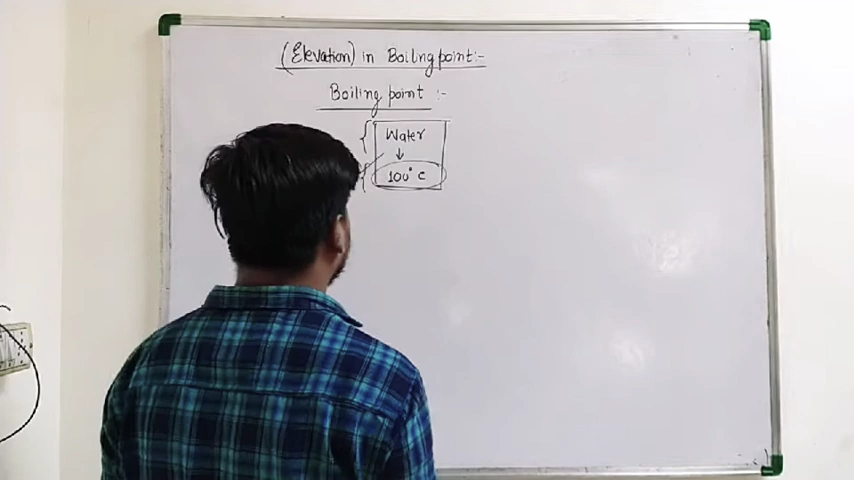 (Elevation) in Boiling point :-
Boiling point :-
Water
↓
100° c